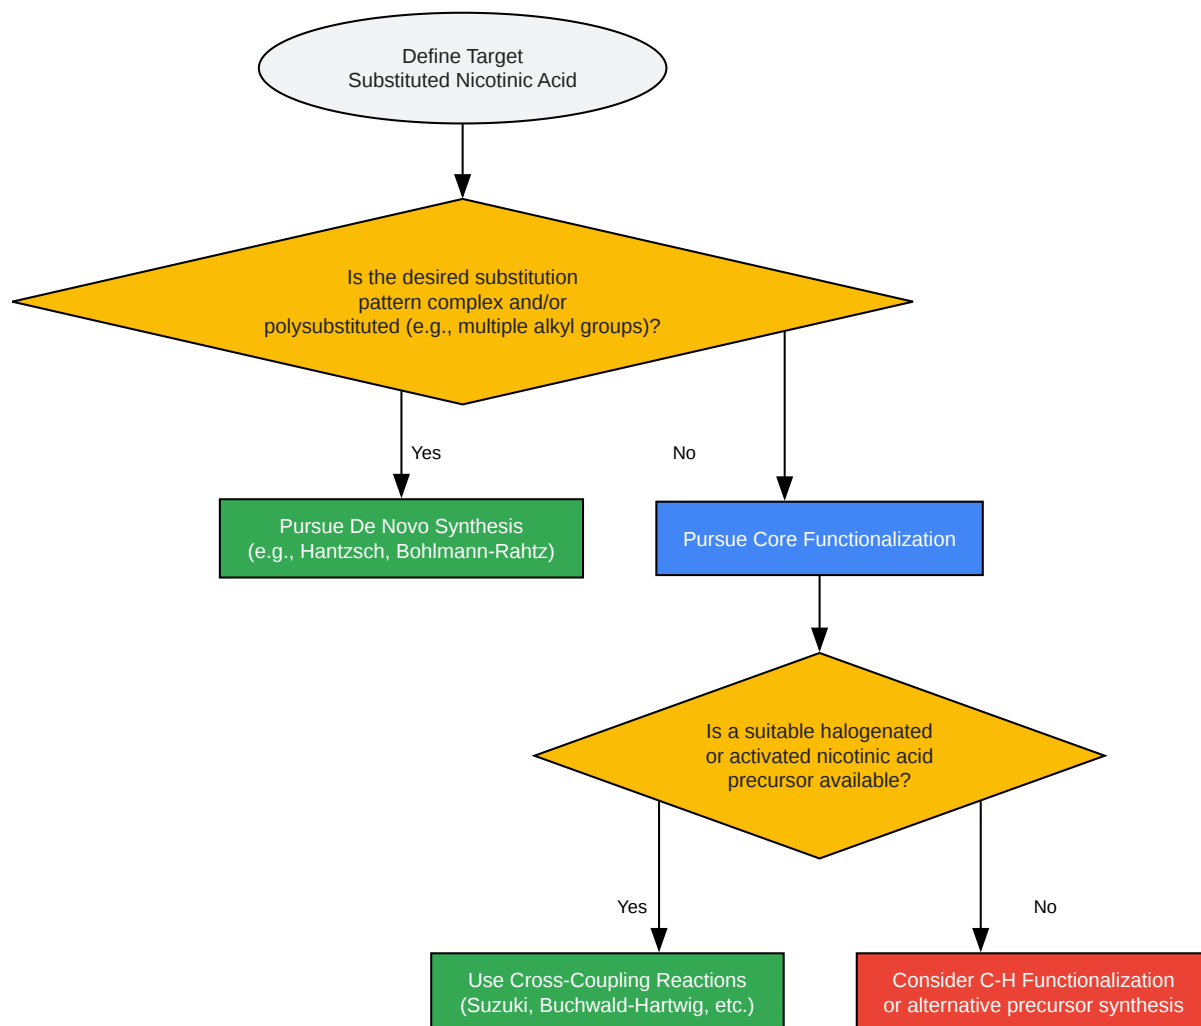 Define Target
Substituted Nicotinic Acid
Is the desired substitution
pattern complex and/or
polysubstituted (e.g., multiple alkyl groups)?
Yes
No
Pursue De Novo Synthesis
(e.g., Hantzsch, Bohlmann-Rahtz)
Pursue Core Functionalization
Is a suitable halogenated
or activated nicotinic acid
precursor available?
Yes
No
Use Cross-Coupling Reactions
(Suzuki, Buchwald-Hartwig, etc.)
Consider C-H Functionalization
or alternative precursor synthesis